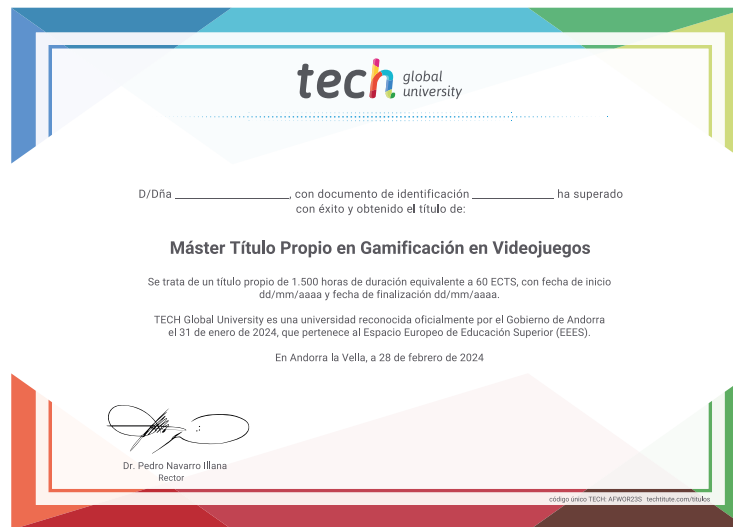 tech global university
D/Dña ____________________, con documento de identificación ______________ ha superado
con éxito y obtenido el título de:
Máster Título Propio en Gamificación en Videojuegos
Se trata de un título propio de 1.500 horas de duración equivalente a 60 ECTS, con fecha de inicio
dd/mm/aaaa y fecha de finalización dd/mm/aaaa.
TECH Global University es una universidad reconocida oficialmente por el Gobierno de Andorra
el 31 de enero de 2024, que pertenece al Espacio Europeo de Educación Superior (EEES).
En Andorra la Vella, a 28 de febrero de 2024
Dr. Pedro Navarro Illana
Rector
código único TECH: AFWOR23S techtitute.com/titulos